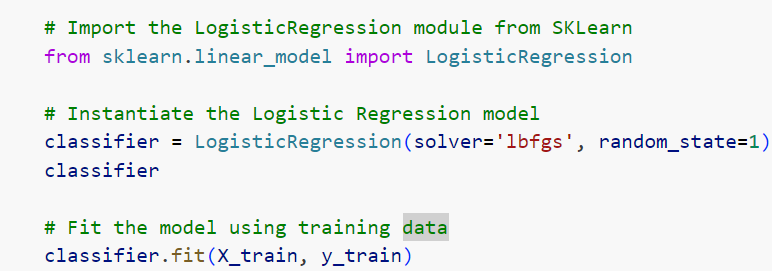 # Import the LogisticRegression module from SKLearn
from sklearn.linear_model import LogisticRegression
# Instantiate the Logistic Regression model
classifier = LogisticRegression(solver='lbfgs', random_state=1)
classifier
# Fit the model using training data
classifier.fit(X_train, y_train)